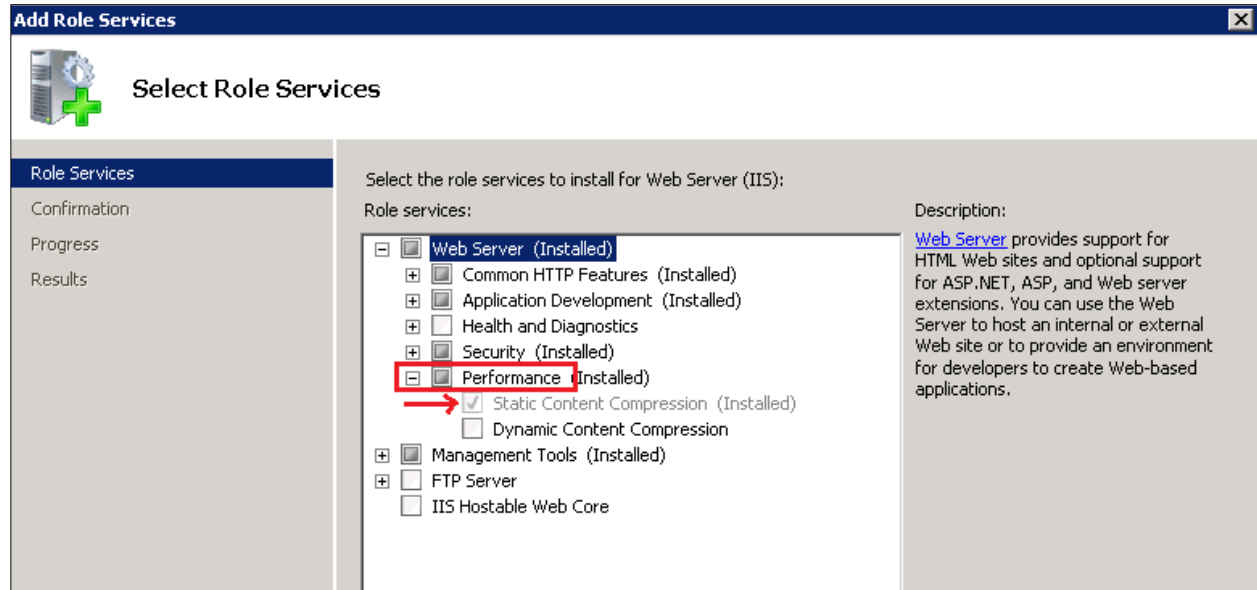 Add Role Services
Select Role Services
Role Services
Confirmation
Progress
Results
Select the role services to install for Web Server (IIS):
Role services:
Web Server (Installed)
Common HTTP Features (Installed)
Application Development (Installed)
Health and Diagnostics
Security (Installed)
Performance (Installed)
Static Content Compression (Installed)
Dynamic Content Compression
Management Tools (Installed)
FTP Server
IIS Hostable Web Core
Description:
Web Server provides support for
HTML Web sites and optional support
for ASP.NET, ASP, and Web server
extensions. You can use the Web
Server to host an internal or external
Web site or to provide an environment
for developers to create Web-based
applications.